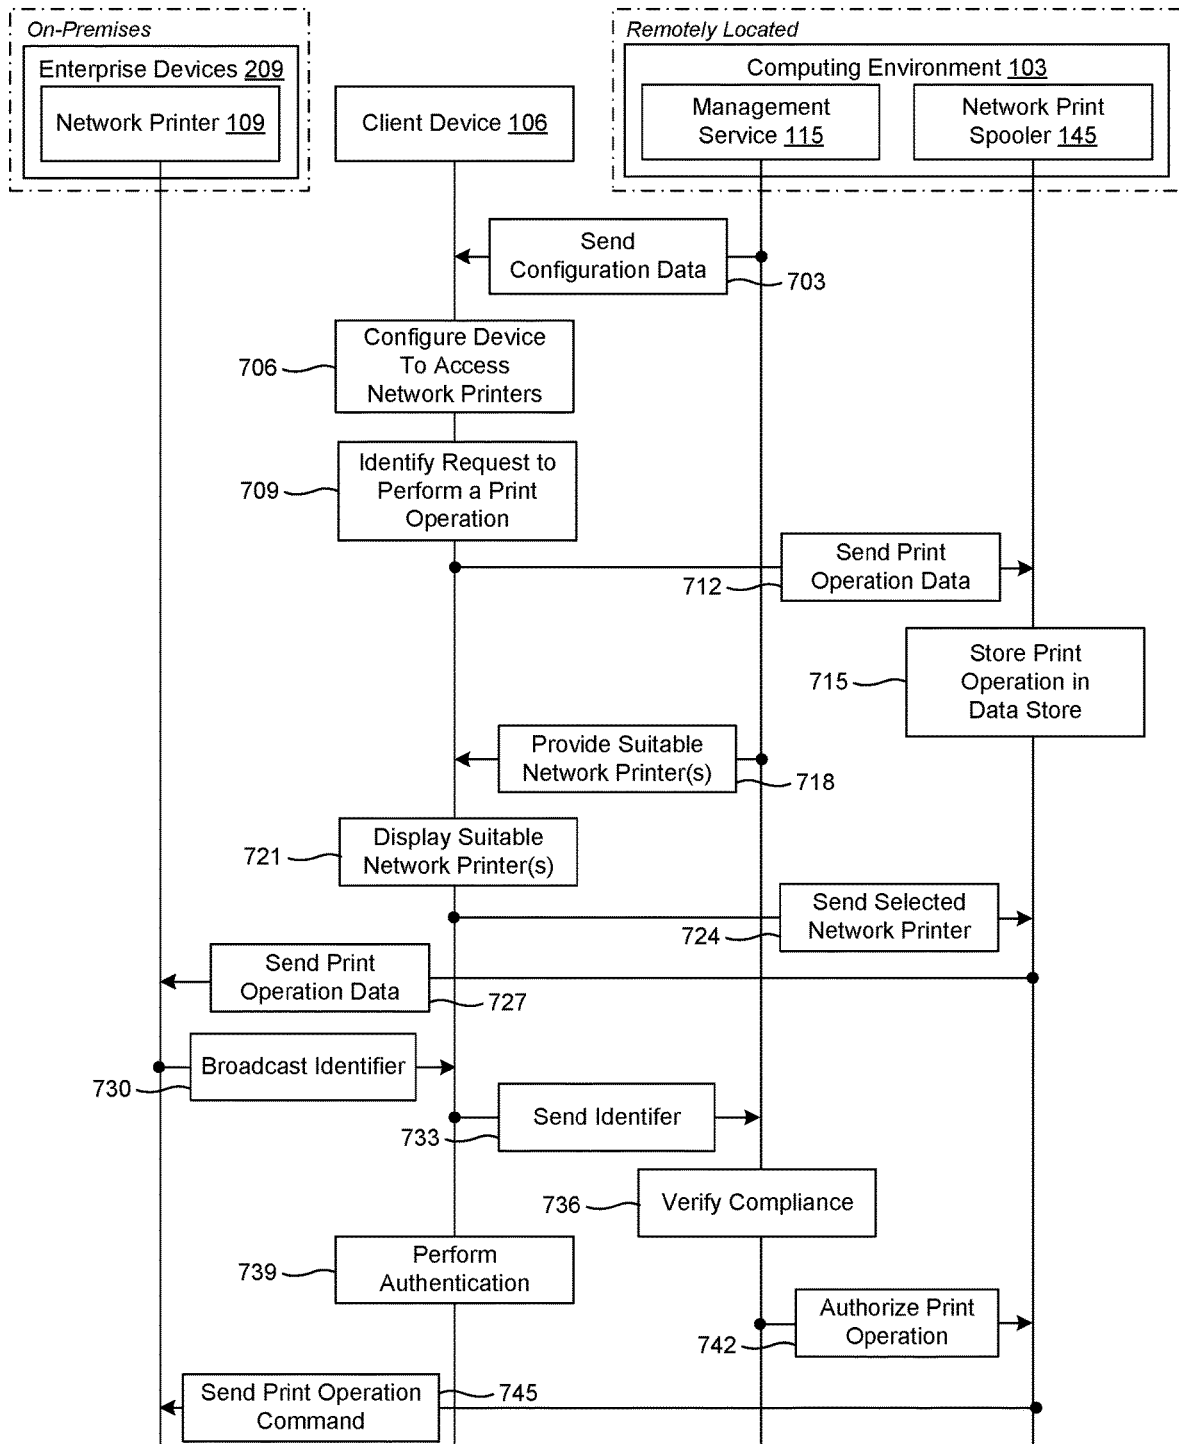 On-Premises
Remotely Located
Enterprise Devices 209
Computing Environment 103
Network Printer 109
Client Device 106
Management
Service 115
Network Print
Spooler 145
Send
Configuration Data
703
Configure Device
To Access
Network Printers
706
Identify Request to
Perform a Print
Operation
709
Send Print
Operation Data
712
Store Print
Operation in
Data Store
715
Provide Suitable
Network Printer(s)
718
Display Suitable
Network Printer(s)
721
Send Selected
Network Printer
724
Send Print
Operation Data
727
Broadcast Identifier
730
Send Identifer
733
Verify Compliance
736
Perform
Authentication
739
Authorize Print
Operation
742
Send Print Operation
Command
745